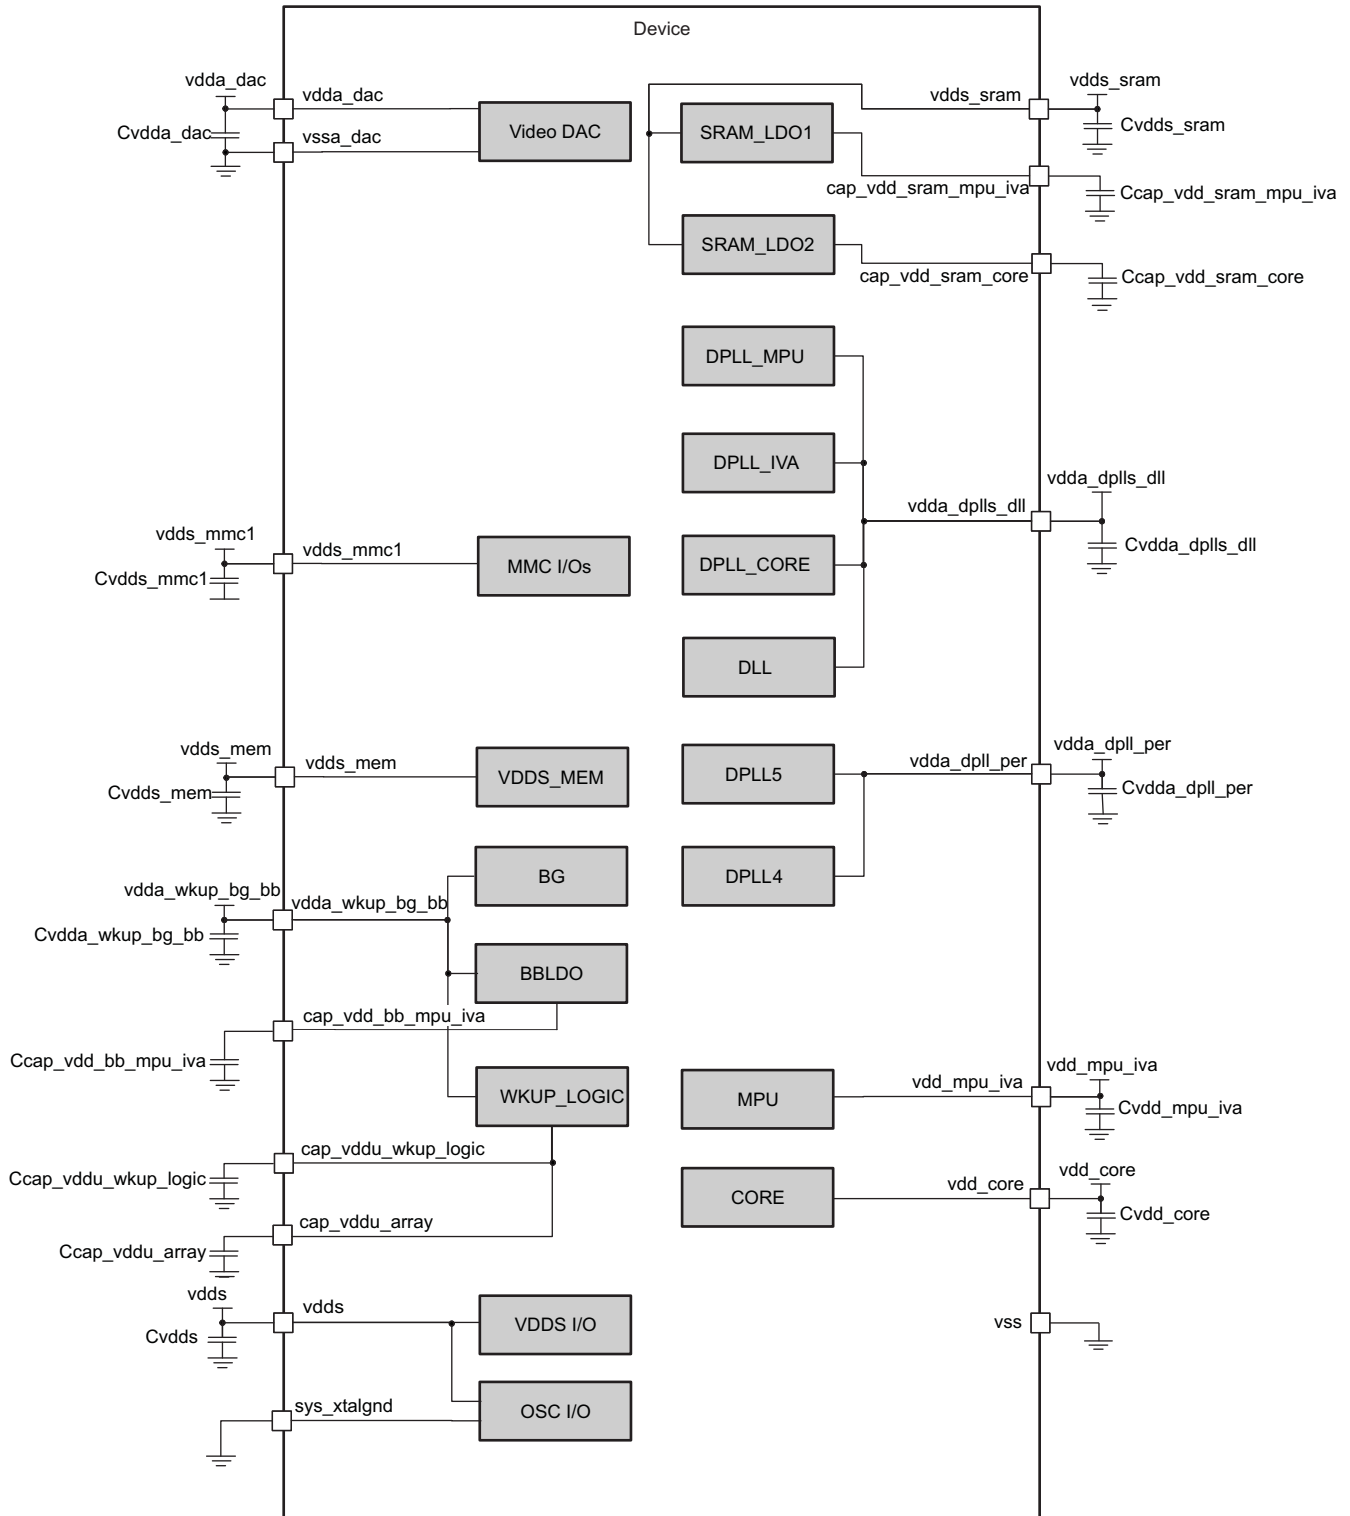 Device
vdda_dac
vdda_dac
Cvdda_dac
vssa_dac
Video DAC
vdds_sram
vdds_sram
Cvdds_sram
SRAM_LDO1
cap_vdd_sram_mpu_iva
Ccap_vdd_sram_mpu_iva
SRAM_LDO2
cap_vdd_sram_core
Ccap_vdd_sram_core
DPLL_MPU
DPLL_IVA
vdda_dplls_dll
vdda_dplls_dll
Cvdda_dplls_dll
vdds_mmc1
vdds_mmc1
Cvdds_mmc1
MMC I/Os
DPLL_CORE
DLL
vdds_mem
vdds_mem
Cvdds_mem
VDDS_MEM
DPLL5
vdda_dpll_per
vdda_dpll_per
Cvdda_dpll_per
DPLL4
BG
vdda_wkup_bg_bb
vdda_wkup_bg_bb
Cvdda_wkup_bg_bb
BBLDO
cap_vdd_bb_mpu_iva
Ccap_vdd_bb_mpu_iva
WKUP_LOGIC
MPU
vdd_mpu_iva
vdd_mpu_iva
Cvdd_mpu_iva
cap_vddu_wkup_logic
Ccap_vddu_wkup_logic
CORE
vdd_core
vdd_core
Cvdd_core
cap_vddu_array
Ccap_vddu_array
vdds
vdds
Cvdds
VDDS I/O
vss
sys_xtalgnd
OSC I/O